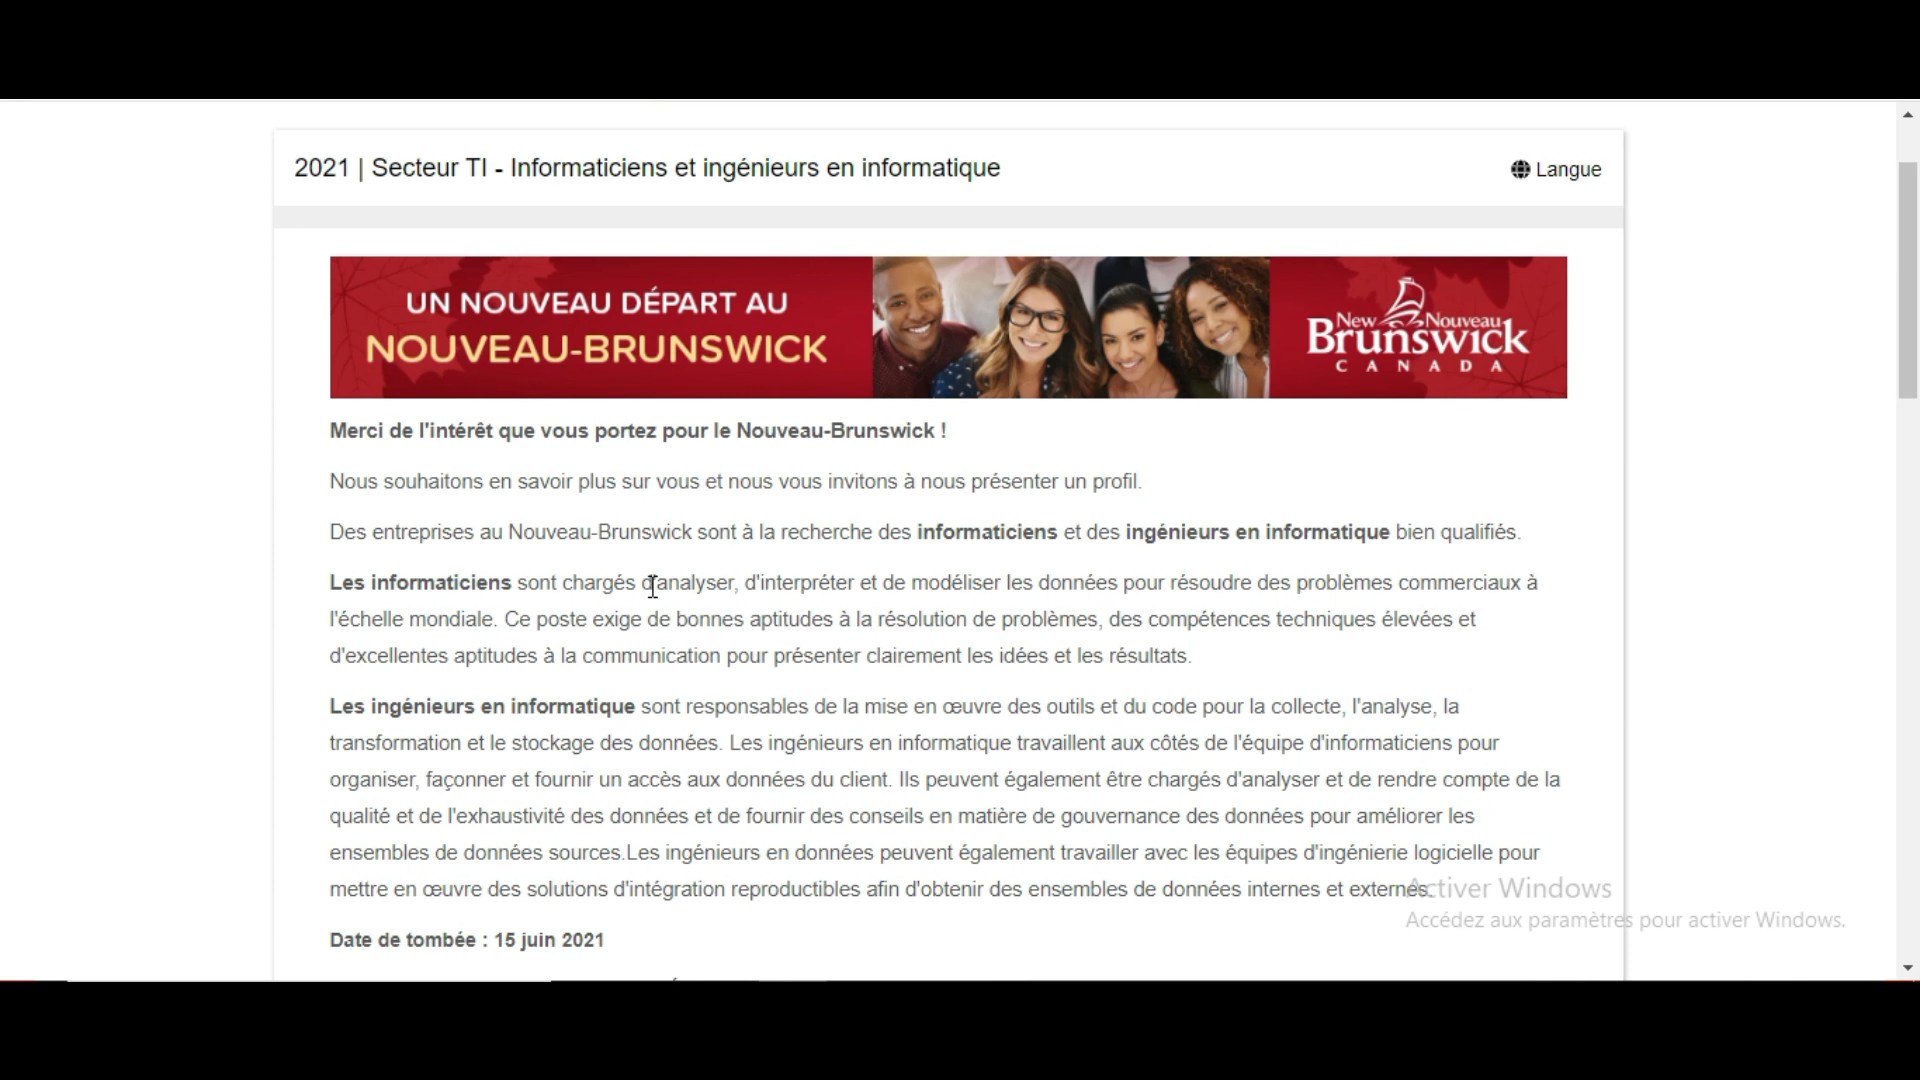 2021 | Secteur TI - Informaticiens et ingénieurs en informatique
Langue
UN NOUVEAU DÉPART AU
NOUVEAU-BRUNSWICK
New Nouveau
Brunswick
CANADA
Merci de l'intérêt que vous portez pour le Nouveau-Brunswick !
Nous souhaitons en savoir plus sur vous et nous vous invitons à nous présenter un profil.
Des entreprises au Nouveau-Brunswick sont à la recherche des informaticiens et des ingénieurs en informatique bien qualifiés.
Les informaticiens sont chargés d'analyser, d'interpréter et de modéliser les données pour résoudre des problèmes commerciaux à
l'échelle mondiale. Ce poste exige de bonnes aptitudes à la résolution de problèmes, des compétences techniques élevées et
d'excellentes aptitudes à la communication pour présenter clairement les idées et les résultats.
Les ingénieurs en informatique sont responsables de la mise en œuvre des outils et du code pour la collecte, l'analyse, la
transformation et le stockage des données. Les ingénieurs en informatique travaillent aux côtés de l'équipe d'informaticiens pour
organiser, façonner et fournir un accès aux données du client. Ils peuvent également être chargés d'analyser et de rendre compte de la
qualité et de l'exhaustivité des données et de fournir des conseils en matière de gouvernance des données pour améliorer les
ensembles de données sources.Les ingénieurs en données peuvent également travailler avec les équipes d'ingénierie logicielle pour
mettre en œuvre des solutions d'intégration reproductibles afin d'obtenir des ensembles de données internes et externes.
Activer Windows
Accédez aux paramètres pour activer Windows.
Date de tombée : 15 juin 2021